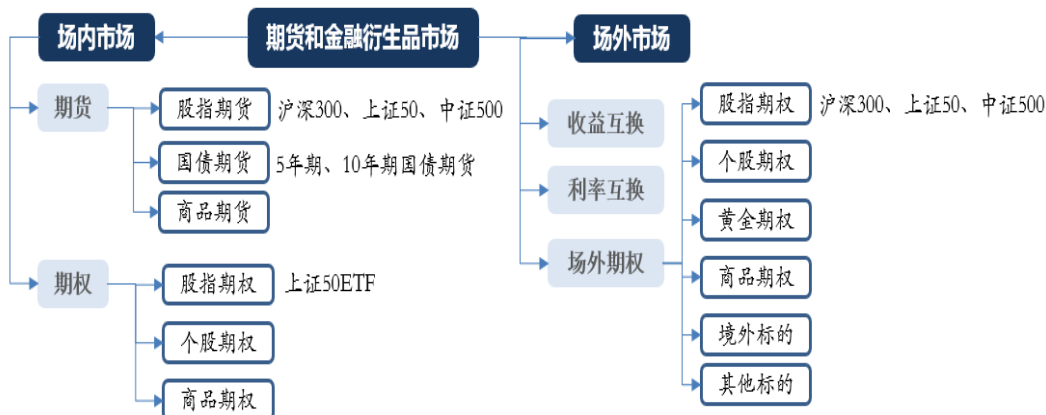 场内市场
期货和金融衍生品市场
场外市场
期货
股指期货
沪深300、上证50、中证500
国债期货
5年期、10年期国债期货
商品期货
期权
股指期权
上证50ETF
个股期权
商品期权
收益互换
利率互换
场外期权
股指期权
沪深300、上证50、中证500
个股期权
黄金期权
商品期权
境外标的
其他标的